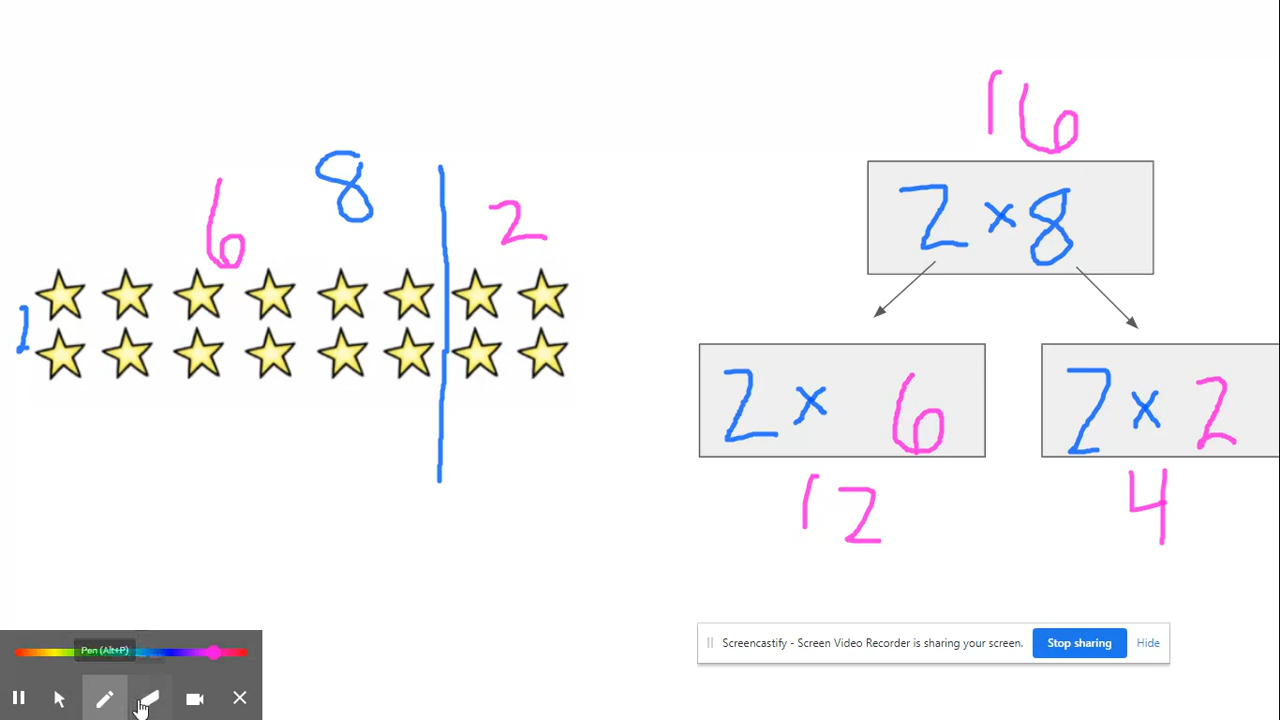 16
8
6
2
2 × 8
2
2 × 6
2 × 2
12
4
Screencastify - Screen Video Recorder is sharing your screen. Stop sharing Hide
Pen (Alt+P)